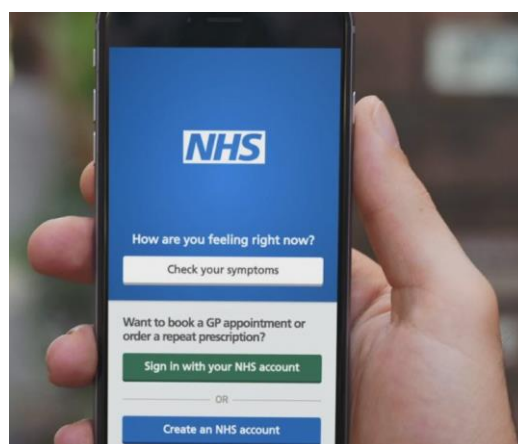 NHS
How are you feeling right now?
Check your symptoms
Want to book a GP appointment or
order a repeat prescription?
Sign in with your NHS account
OR
Create an NHS account